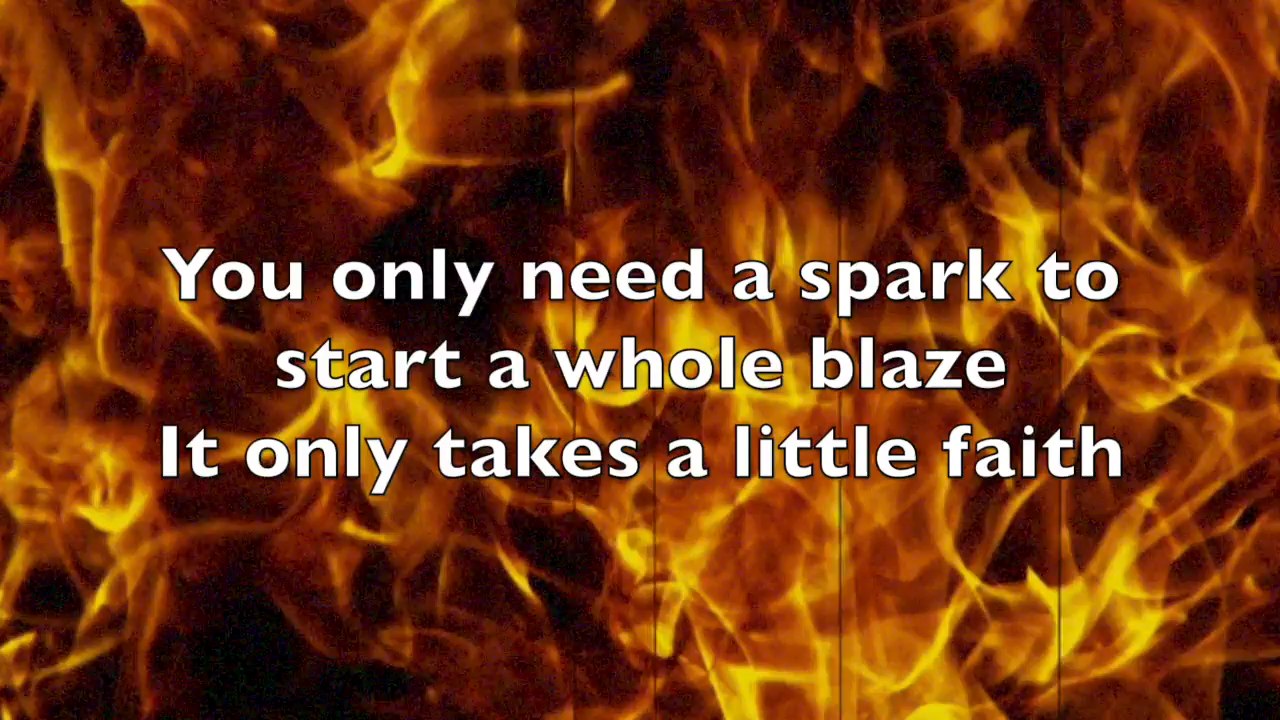 You only need a spark to
start a whole blaze
It only takes a little faith